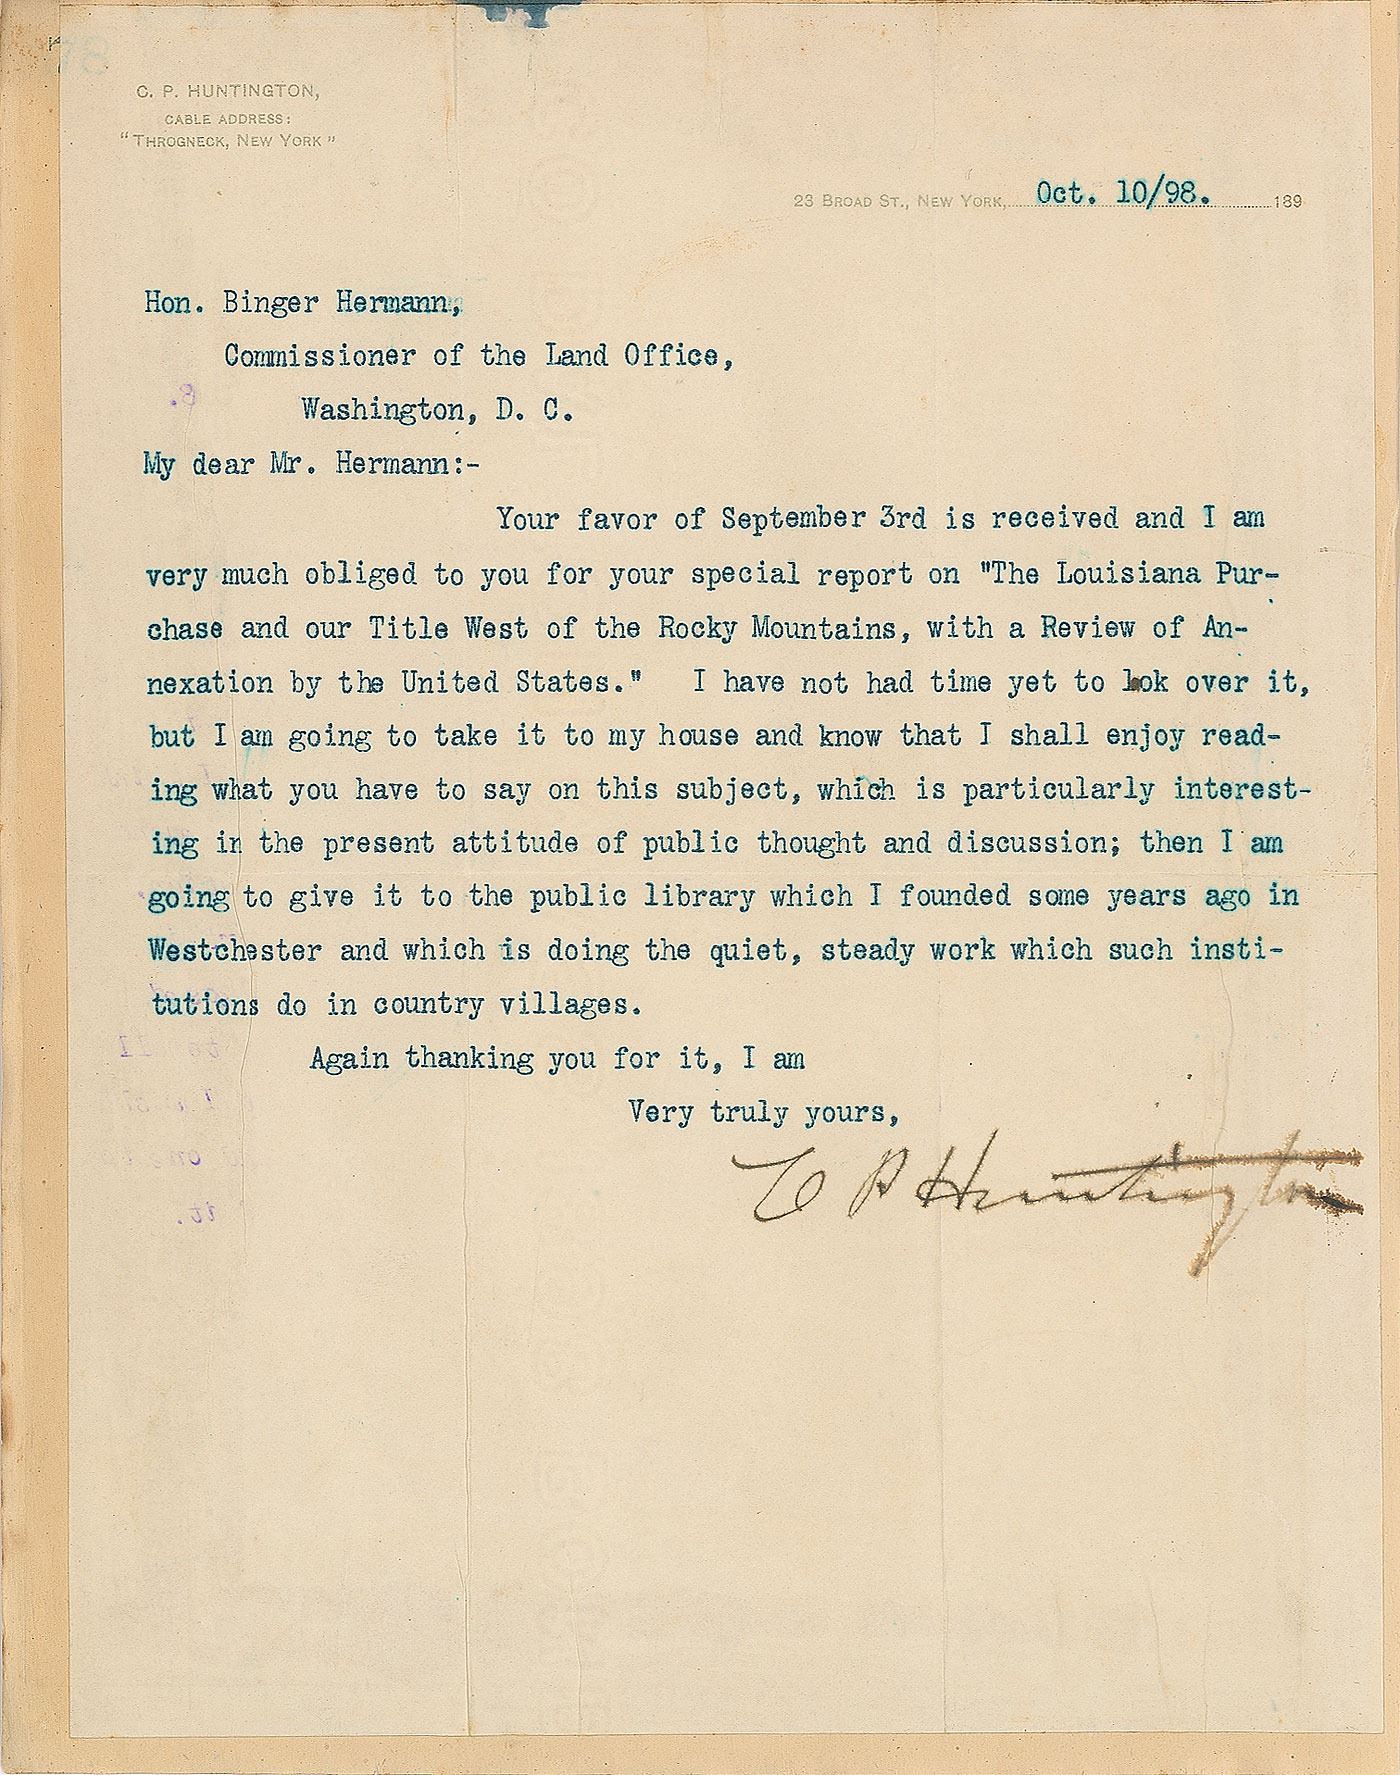 C. P. HUNTINGTON,
CABLE ADDRESS:
"THROGNECK, NEW YORK"
23 BROAD ST., NEW YORK, Oct. 10/98. 189
Hon. Binger Hermann,
Commissioner of the Land Office,
Washington, D. C.
My dear Mr. Hermann:-
Your favor of September 3rd is received and I am
very much obliged to you for your special report on "The Louisiana Pur-
chase and our Title West of the Rocky Mountains, with a Review of An-
nexation by the United States." I have not had time yet to look over it,
but I am going to take it to my house and know that I shall enjoy read-
ing what you have to say on this subject, which is particularly interest-
ing in the present attitude of public thought and discussion; then I am
going to give it to the public library which I founded some years ago in
Westchester and which is doing the quiet, steady work which such insti-
tutions do in country villages.
Again thanking you for it, I am
Very truly yours,
C P Huntington